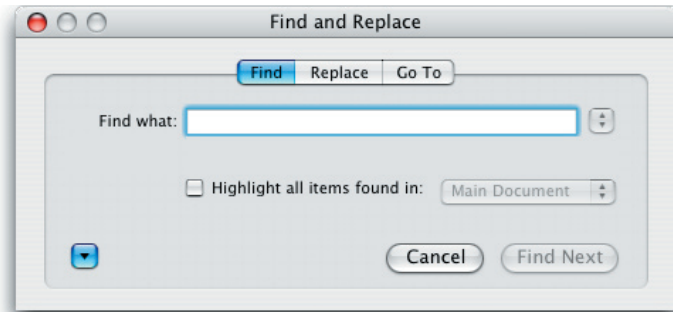 Find and Replace
Find Replace Go To
Find what:
Highlight all items found in: Main Document
Cancel Find Next